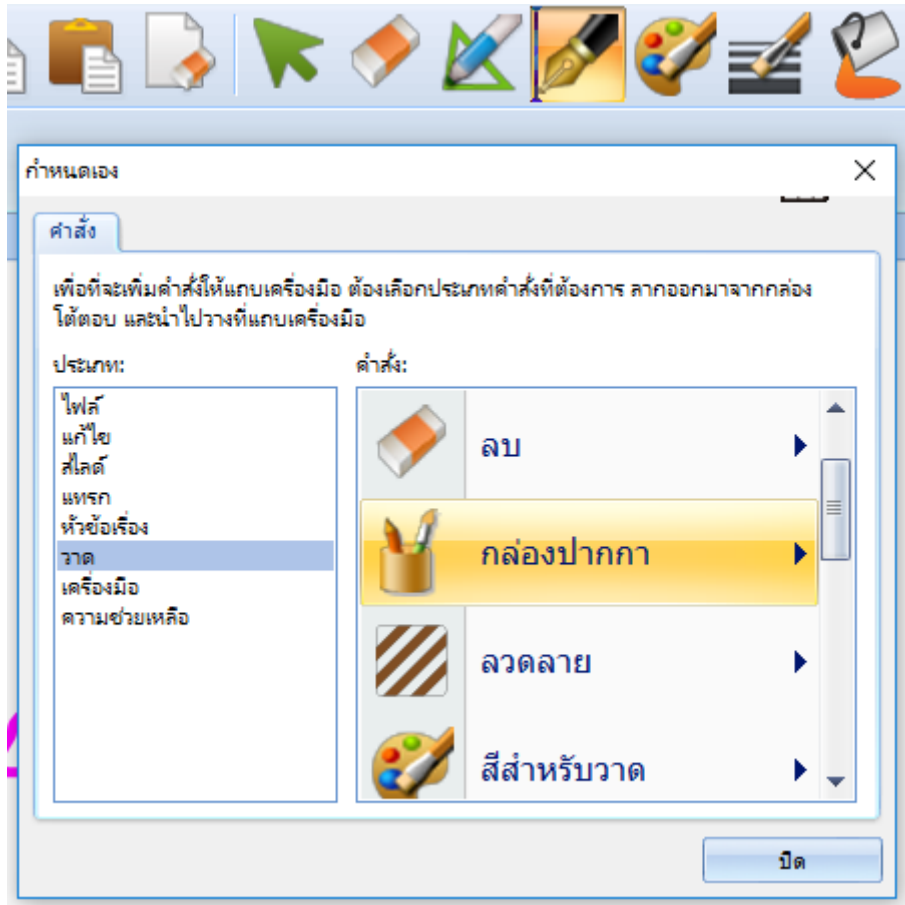 กำหนดเอง
คำสั่ง
เพื่อที่จะเพิ่มคำสั่งให้แถบเครื่องมือ ต้องเลือกประเภทคำสั่งที่ต้องการ ลากออกมาจากกล่อง
โต้ตอบ และนำไปวางที่แถบเครื่องมือ
ประเภท:
คำสั่ง:
ไฟล์
แก้ไข
สไลด์
แทรก
หัวข้อเรื่อง
วาด
เครื่องมือ
ความช่วยเหลือ
ลบ
กล่องปากกา
ลวดลาย
สีสำหรับวาด
ปิด